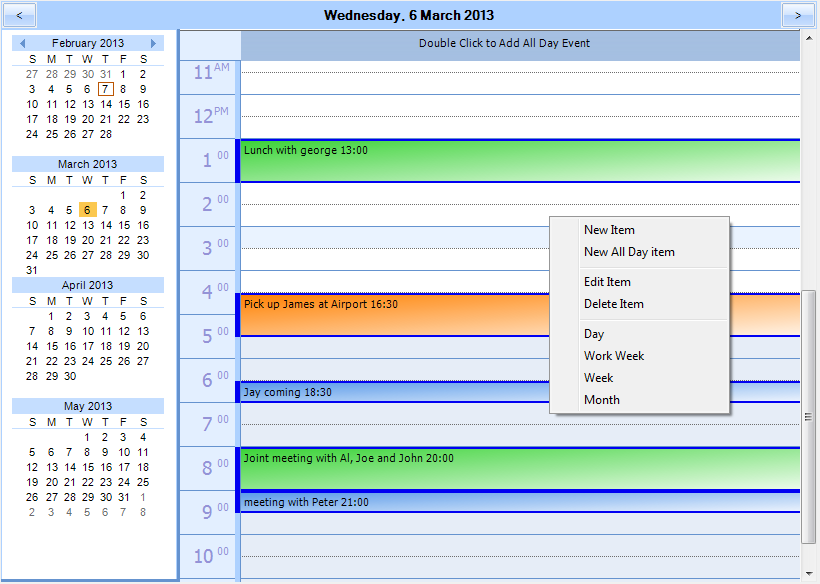 < Wednesday, 6 March 2013 >
February 2013
S M T W T F S
27 28 29 30 31 1 2
3 4 5 6 7 8 9
10 11 12 13 14 15 16
17 18 19 20 21 22 23
24 25 26 27 28
March 2013
S M T W T F S
1 2
3 4 5 6 7 8 9
10 11 12 13 14 15 16
17 18 19 20 21 22 23
24 25 26 27 28 29 30
31
April 2013
S M T W T F S
1 2 3 4 5 6
7 8 9 10 11 12 13
14 15 16 17 18 19 20
21 22 23 24 25 26 27
28 29 30
May 2013
S M T W T F S
1 2 3 4
5 6 7 8 9 10 11
12 13 14 15 16 17 18
19 20 21 22 23 24 25
26 27 28 29 30 31 1
2 3 4 5 6 7 8
Double Click to Add All Day Event
11 AM
12 PM
1 00
Lunch with george 13:00
2 00
3 00
4 00
Pick up James at Airport 16:30
5 00
6 00
Jay coming 18:30
7 00
8 00
Joint meeting with Al, Joe and John 20:00
9 00
meeting with Peter 21:00
10 00
New Item
New All Day item
Edit Item
Delete Item
Day
Work Week
Week
Month